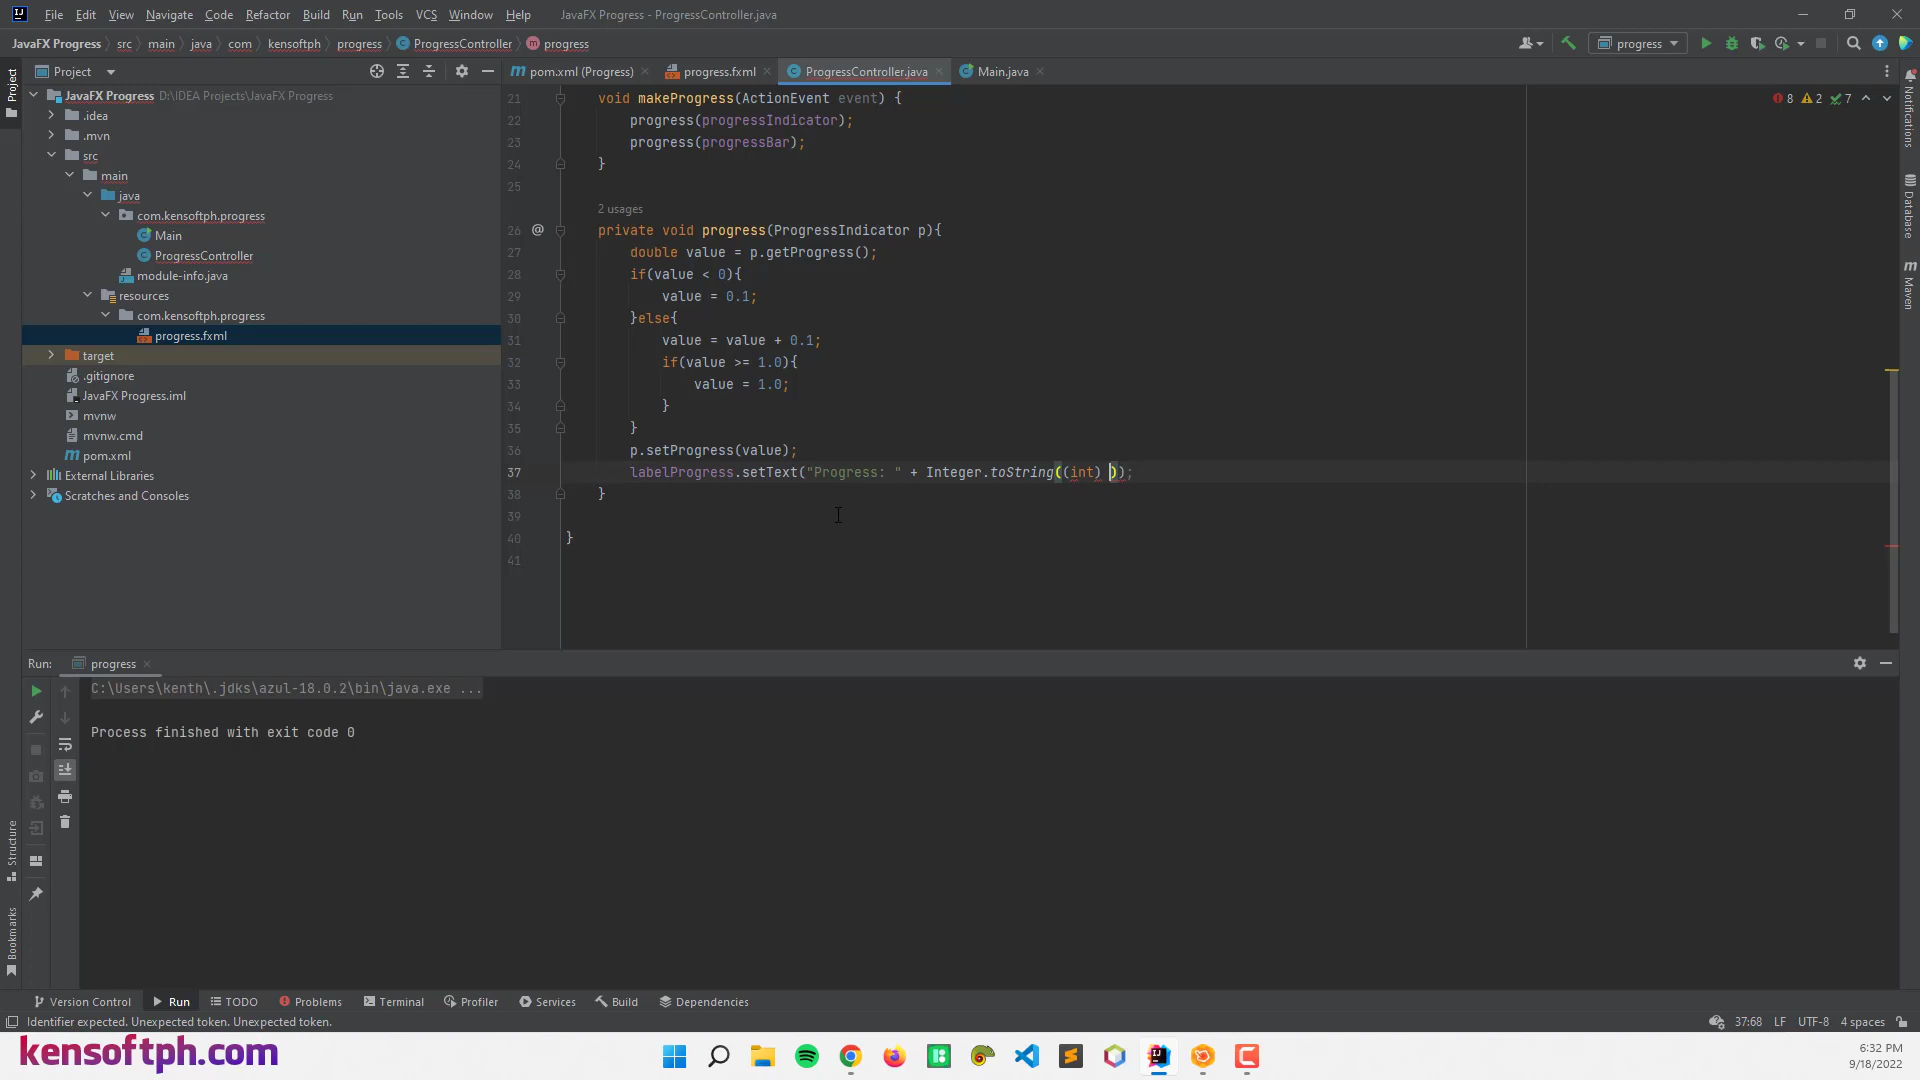 File Edit View Navigate Code Refactor Build Run Tools VCS Window Help JavaFX Progress - ProgressController.java
JavaFX Progress src main java com kensoftph progress ProgressController progress
progress
Project
pom.xml (Progress) progress.fxml ProgressController.java Main.java
Project
Notifications
Database
Maven
JavaFX Progress D:\IDEA Projects\JavaFX Progress
.idea
.mvn
src
main
java
com.kensoftph.progress
Main
ProgressController
module-info.java
resources
com.kensoftph.progress
progress.fxml
target
.gitignore
JavaFX Progress.iml
mvnw
mvnw.cmd
pom.xml
External Libraries
Scratches and Consoles
8 2 7
21 void makeProgress(ActionEvent event) {
22 progress(progressIndicator);
23 progress(progressBar);
24 }
25
2 usages
26 @ private void progress(ProgressIndicator p){
27 double value = p.getProgress();
28 if(value < 0){
29 value = 0.1;
30 }else{
31 value = value + 0.1;
32 if(value >= 1.0){
33 value = 1.0;
34 }
35 }
36 p.setProgress(value);
37 labelProgress.setText("Progress: " + Integer.toString((int) ));
38 }
39
40 }
41
Run: progress
C:\Users\kenth\.jdks\azul-18.0.2\bin\java.exe ...
Process finished with exit code 0
Structure
Bookmarks
Version Control Run TODO Problems Terminal Profiler Services Build Dependencies
Identifier expected. Unexpected token. Unexpected token. 37:68 LF UTF-8 4 spaces
kensoftph.com
6:32 PM
9/18/2022